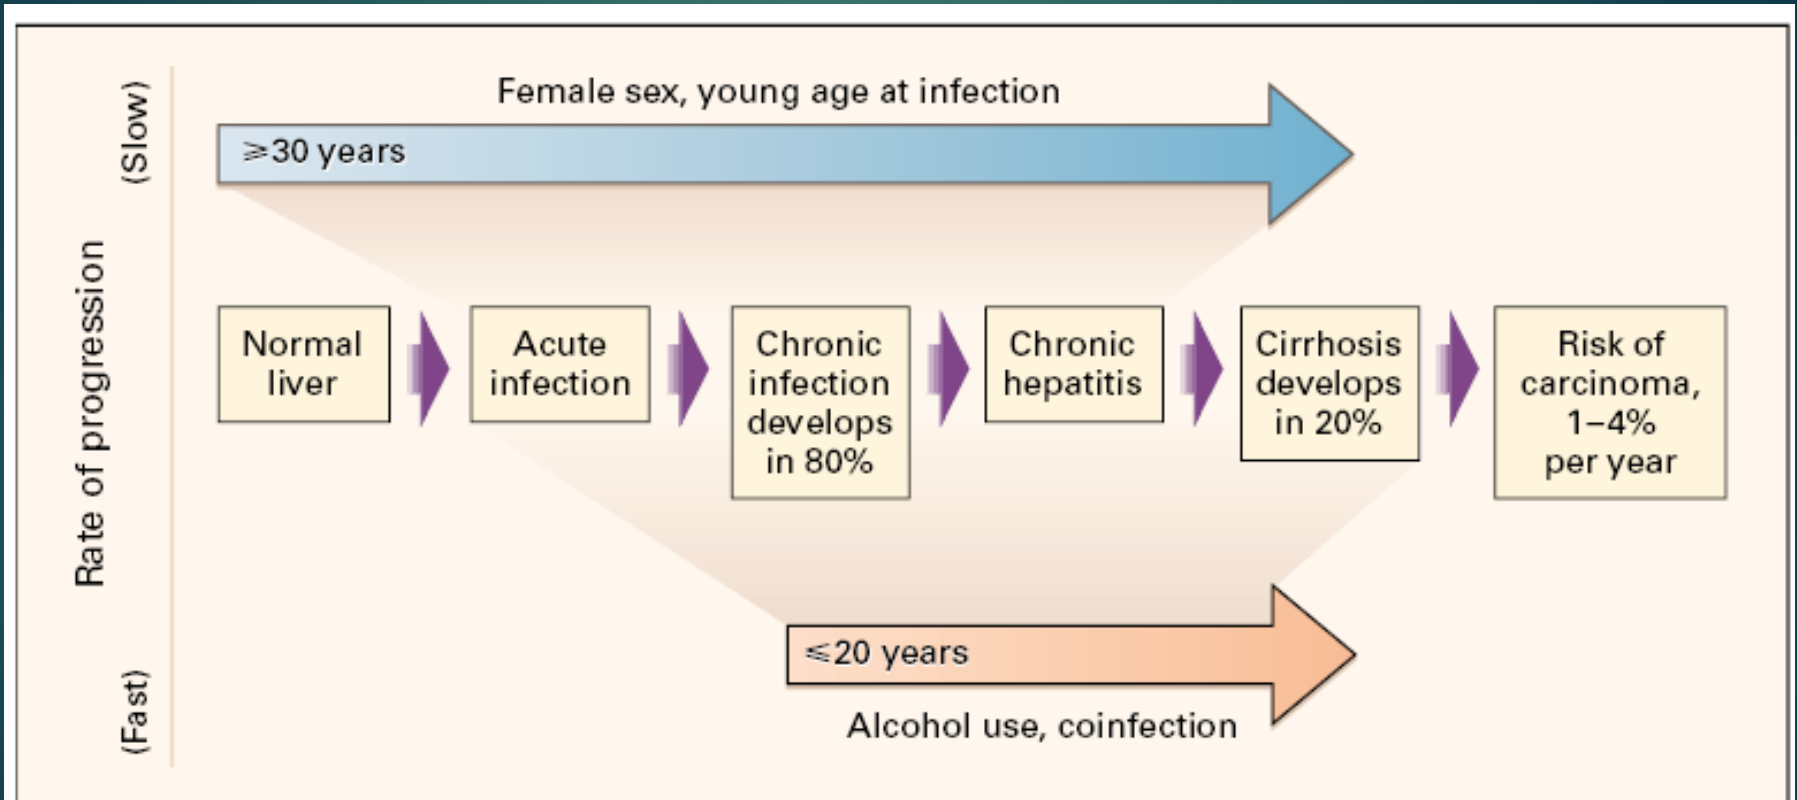 (Slow)
Rate of progression
(Fast)
Female sex, young age at infection
⩾30 years
Normal
liver
Acute
infection
Chronic
infection
develops
in 80%
Chronic
hepatitis
Cirrhosis
develops
in 20%
Risk of
carcinoma,
1–4%
per year
⩽20 years
Alcohol use, coinfection